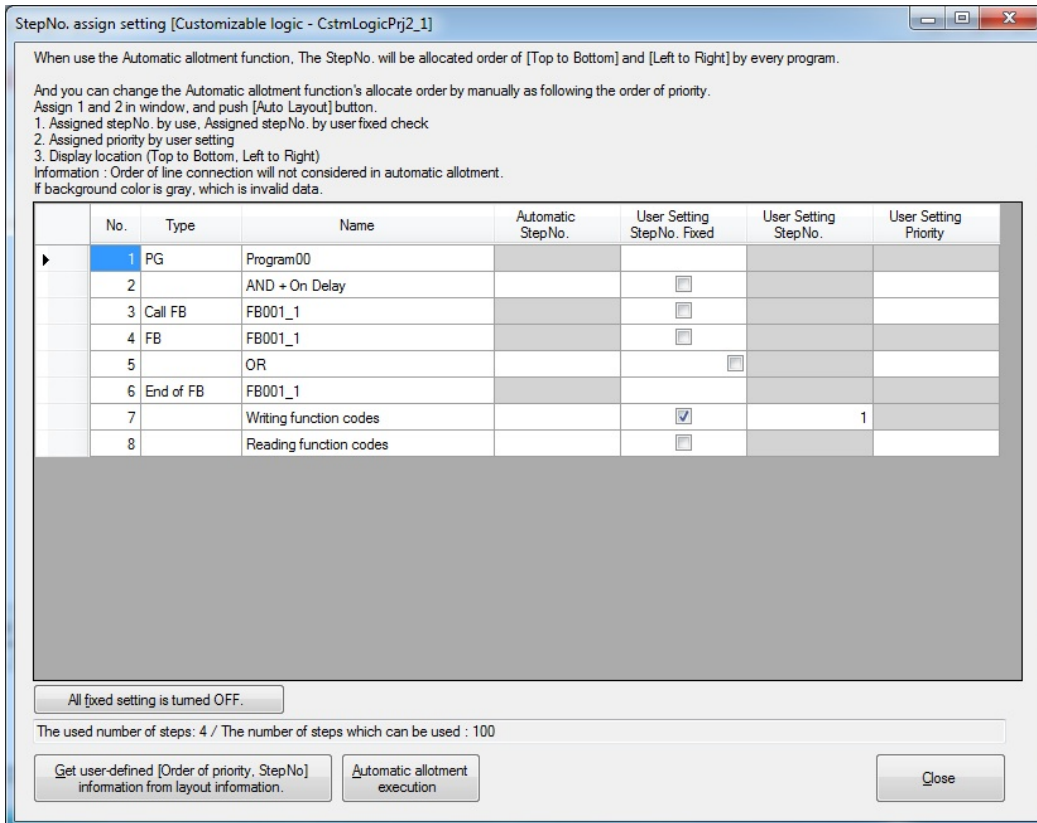 StepNo. assign setting [Customizable logic - CstmLogicPrj2_1]
When use the Automatic allotment function, The StepNo. will be allocated order of [Top to Bottom] and [Left to Right] by every program.
And you can change the Automatic allotment function's allocate order by manually as following the order of priority.
Assign 1 and 2 in window, and push [Auto Layout] button.
1. Assigned stepNo. by use, Assigned stepNo. by user fixed check
2. Assigned priority by user setting
3. Display location (Top to Bottom, Left to Right)
Information : Order of line connection will not considered in automatic allotment.
If background color is gray, which is invalid data.
No. Type Name Automatic StepNo. User Setting StepNo. Fixed User Setting StepNo. User Setting Priority
1 PG Program00
2 AND + On Delay
3 Call FB FB001_1
4 FB FB001_1
5 OR
6 End of FB FB001_1
7 Writing function codes 1
8 Reading function codes
All fixed setting is turned OFF.
The used number of steps: 4 / The number of steps which can be used : 100
Get user-defined [Order of priority, StepNo] information from layout information.
Automatic allotment execution
Close